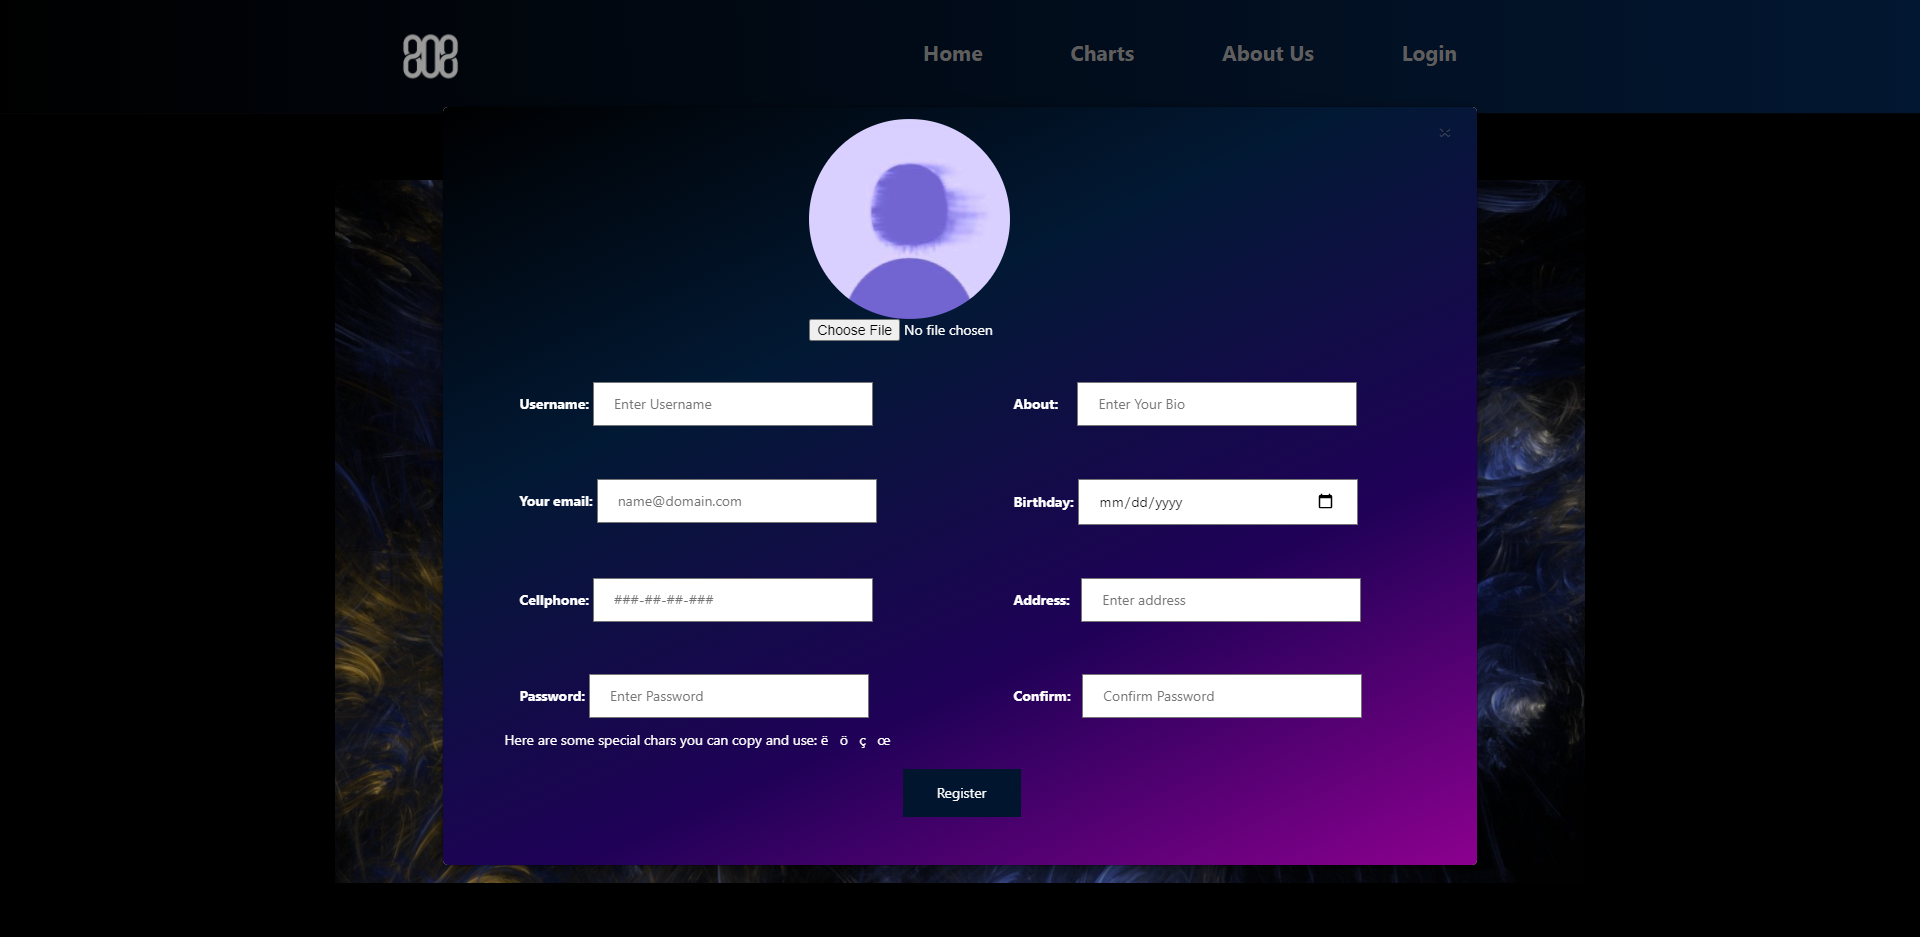 808
Home Charts About Us Login
×
Choose File No file chosen
Username: Enter Username
About: Enter Your Bio
Your email: name@domain.com
Birthday: mm/dd/yyyy
Cellphone: ###-##-##-###
Address: Enter address
Password: Enter Password
Confirm: Confirm Password
Here are some special chars you can copy and use: ë ö ç œ
Register